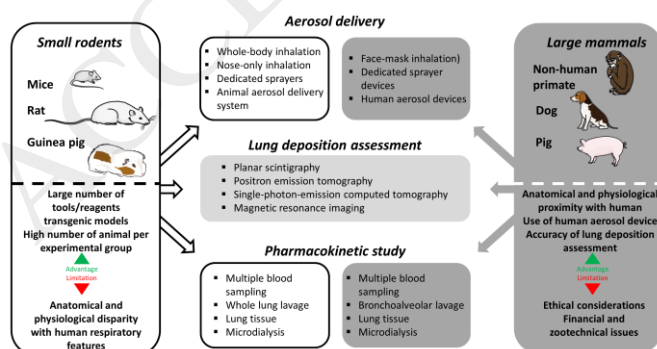 Aerosol delivery
Small rodents
Mice
Rat
Guinea pig
Large number of
tools/reagents
transgenic models
High number of animal per
experimental group
Advantage
Limitation
Anatomical and
physiological disparity
with human respiratory
features
▪ Whole-body inhalation
▪ Nose-only inhalation
▪ Dedicated sprayers
▪ Animal aerosol delivery
system
▪ Face-mask inhalation)
▪ Dedicated sprayer
devices
▪ Human aerosol devices
Lung deposition assessment
▪ Planar scintigraphy
▪ Positron emission tomography
▪ Single-photon-emission computed tomography
▪ Magnetic resonance imaging
Pharmacokinetic study
▪ Multiple blood
sampling
▪ Whole lung lavage
▪ Lung tissue
▪ Microdialysis
▪ Multiple blood
sampling
▪ Bronchoalveolar lavage
▪ Lung tissue
▪ Microdialysis
Large mammals
Non-human
primate
Dog
Pig
Anatomical and physiological
proximity with human
Use of human aerosol device
Accuracy of lung deposition
assessment
Advantage
Limitation
Ethical considerations
Financial and
zootechnical issues